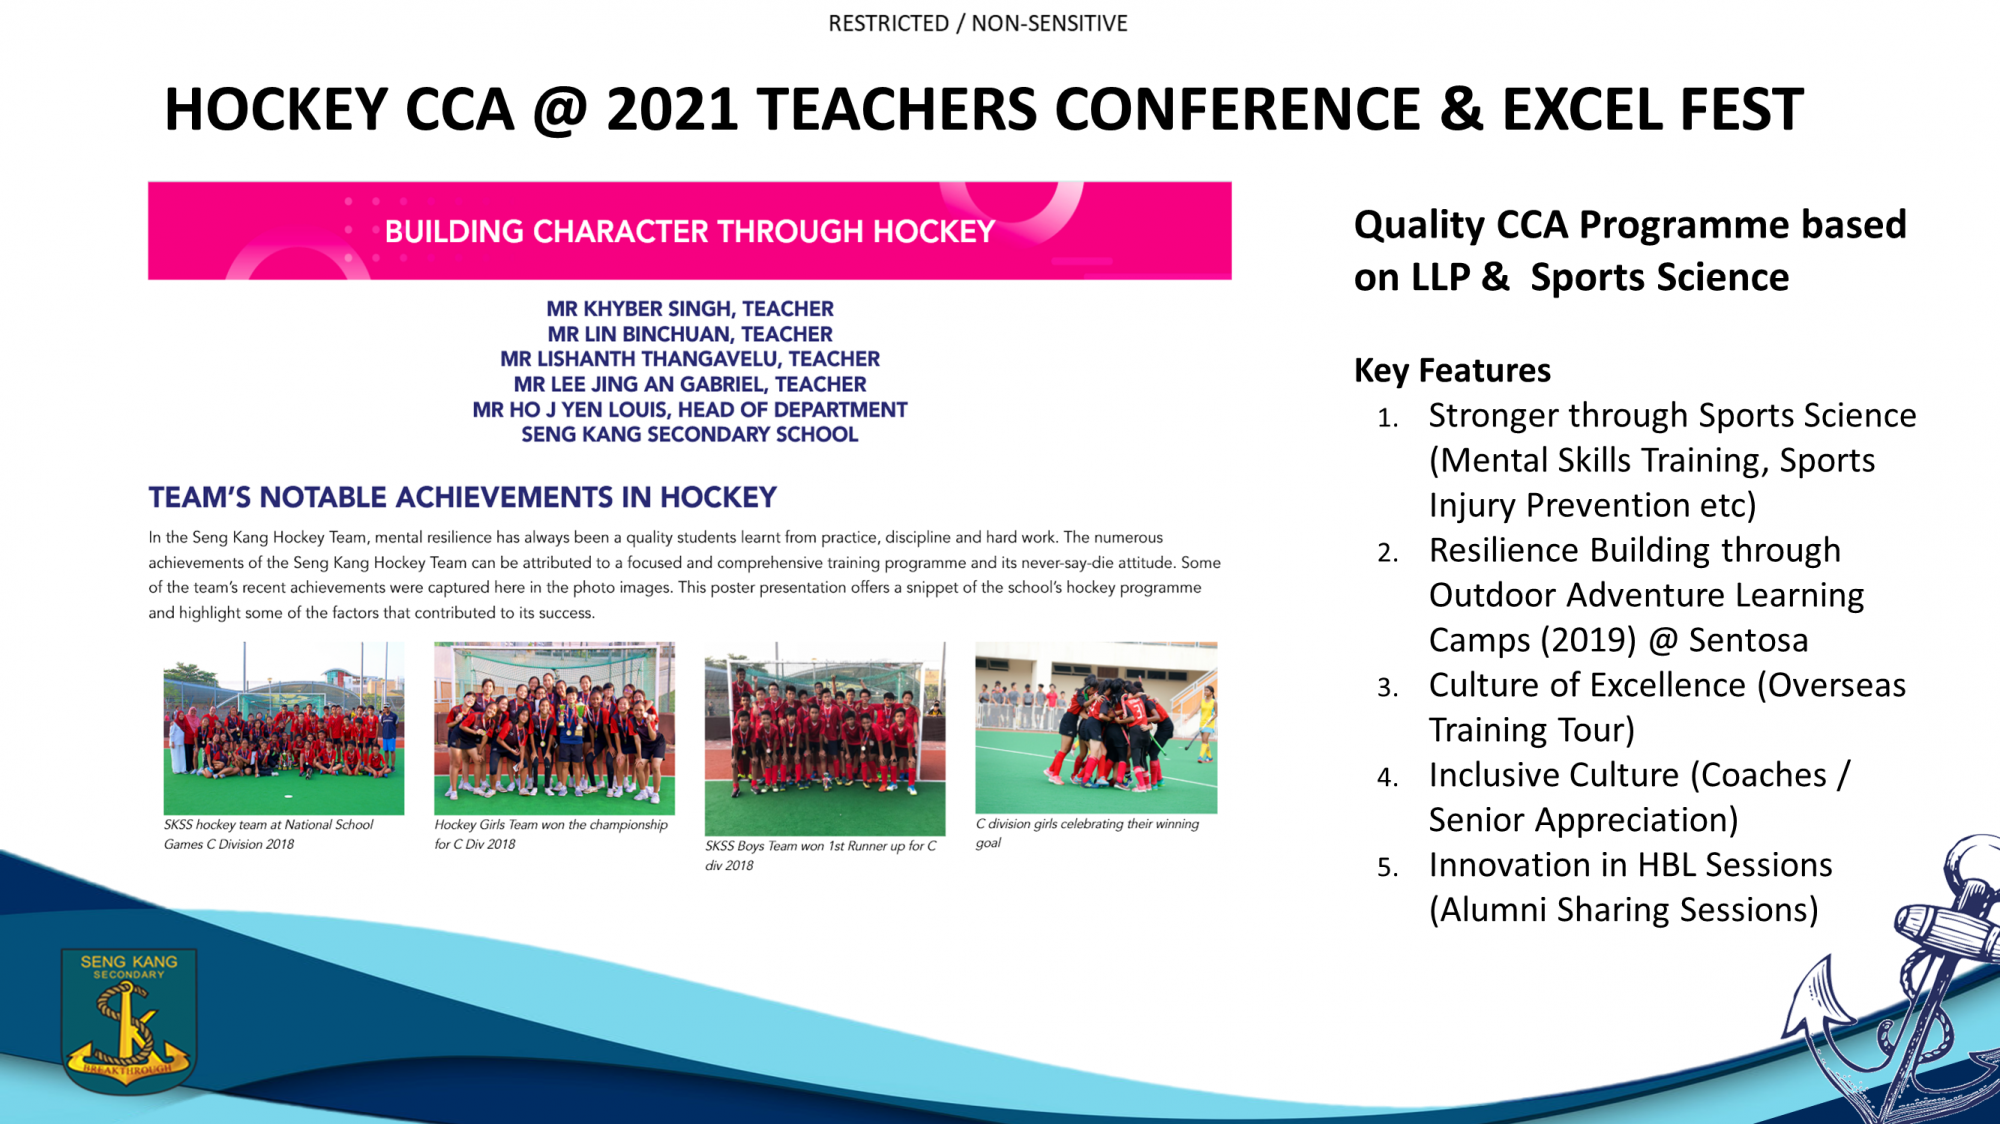 RESTRICTED / NON-SENSITIVE
HOCKEY CCA @ 2021 TEACHERS CONFERENCE & EXCEL FEST
BUILDING CHARACTER THROUGH HOCKEY
MR KHYBER SINGH, TEACHER
MR LIN BINCHUAN, TEACHER
MR LISHANTH THANGAVELU, TEACHER
MR LEE JING AN GABRIEL, TEACHER
MR HO J YEN LOUIS, HEAD OF DEPARTMENT
SENG KANG SECONDARY SCHOOL
TEAM'S NOTABLE ACHIEVEMENTS IN HOCKEY
In the Seng Kang Hockey Team, mental resilience has always been a quality students learnt from practice, discipline and hard work. The numerous
achievements of the Seng Kang Hockey Team can be attributed to a focused and comprehensive training programme and its never-say-die attitude. Some
of the team's recent achievements were captured here in the photo images. This poster presentation offers a snippet of the school's hockey programme
and highlight some of the factors that contributed to its success.
SKSS hockey team at National School
Games C Division 2018
Hockey Girls Team won the championship
for C Div 2018
SKSS Boys Team won 1st Runner up for C
div 2018
C division girls celebrating their winning
goal
Quality CCA Programme based
on LLP &  Sports Science
Key Features
1. Stronger through Sports Science
(Mental Skills Training, Sports
Injury Prevention etc)
2. Resilience Building through
Outdoor Adventure Learning
Camps (2019) @ Sentosa
3. Culture of Excellence (Overseas
Training Tour)
4. Inclusive Culture (Coaches /
Senior Appreciation)
5. Innovation in HBL Sessions
(Alumni Sharing Sessions)
SENG KANG
SECONDARY
BREAKTHROUGH